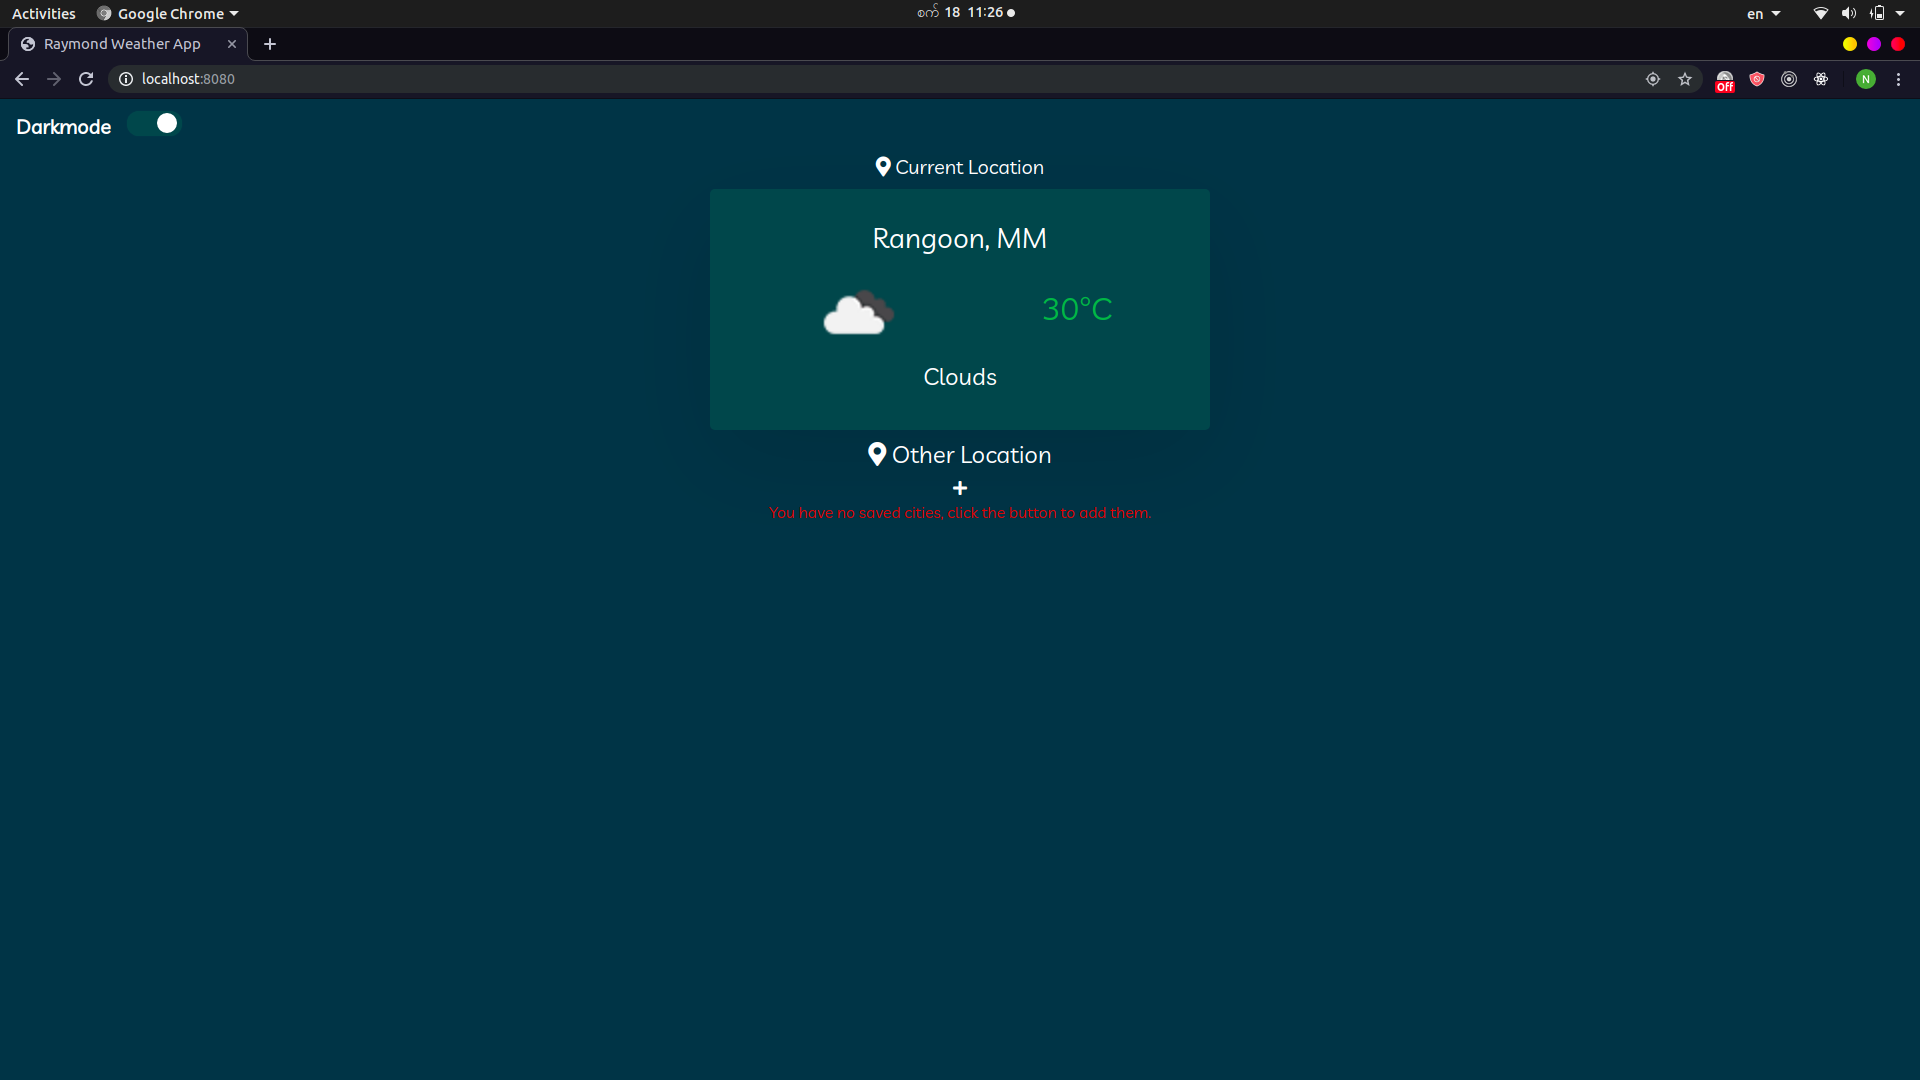 Activities Google Chrome စက် 18 11:26 en
Raymond Weather App
localhost:8080 Off N
Darkmode
Current Location
Rangoon, MM
30°C
Clouds
Other Location
+
You have no saved cities, click the button to add them.